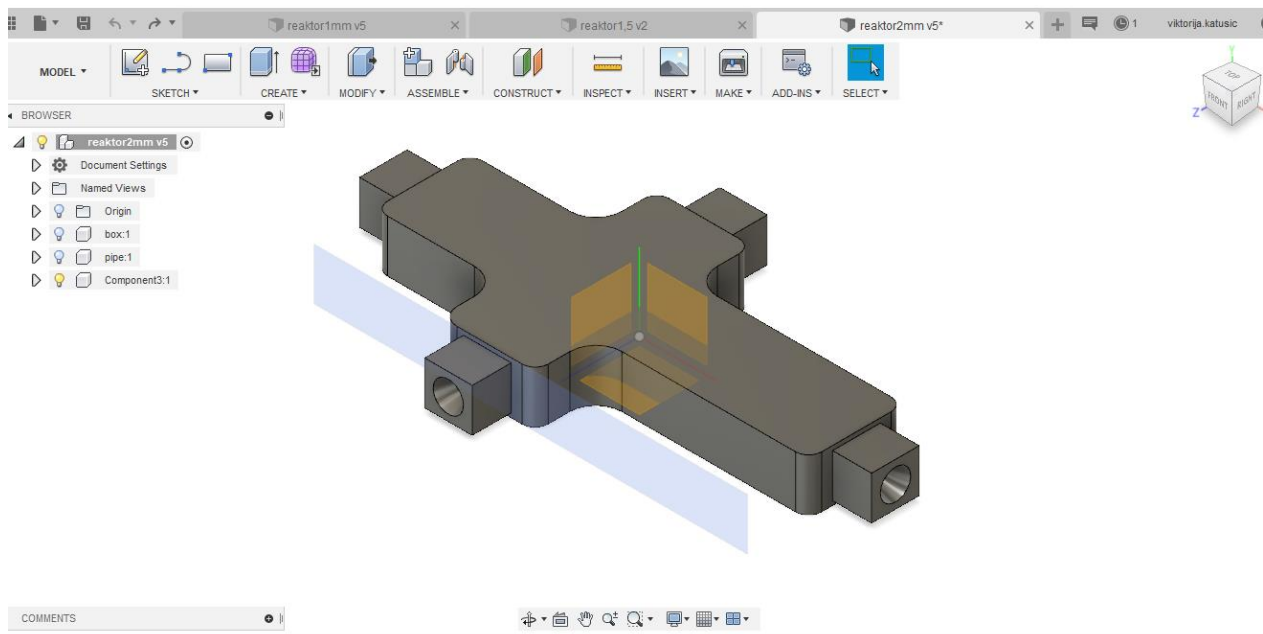 reaktor1mm v5
reaktor1,5 v2
reaktor2mm v5*
1
viktorija.katusic
MODEL
SKETCH
CREATE
MODIFY
ASSEMBLE
CONSTRUCT
INSPECT
INSERT
MAKE
ADD-INS
SELECT
Y
TOP
FRONT
RIGHT
Z
BROWSER
reaktor2mm v5
Document Settings
Named Views
Origin
box:1
pipe:1
Component3:1
COMMENTS